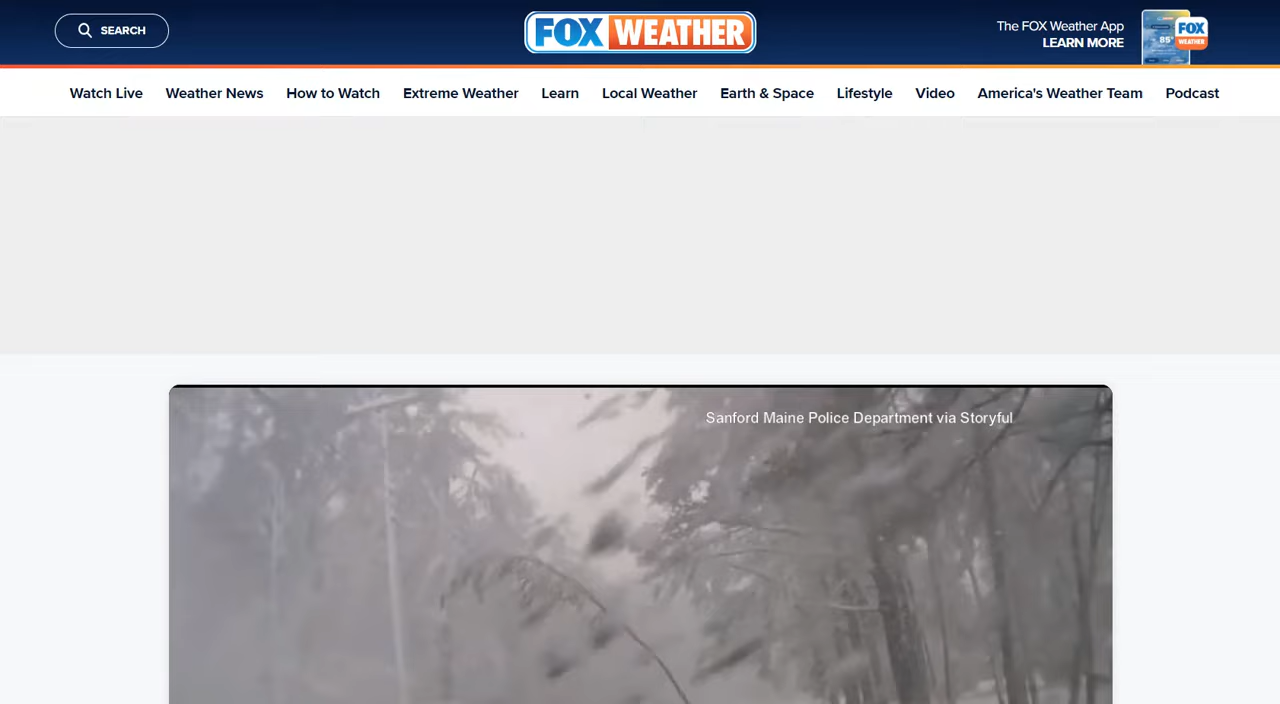 SEARCH
FOX WEATHER
The FOX Weather App
LEARN MORE
85°
FOX
WEATHER
Watch Live
Weather News
How to Watch
Extreme Weather
Learn
Local Weather
Earth & Space
Lifestyle
Video
America's Weather Team
Podcast
Sanford Maine Police Department via Storyful